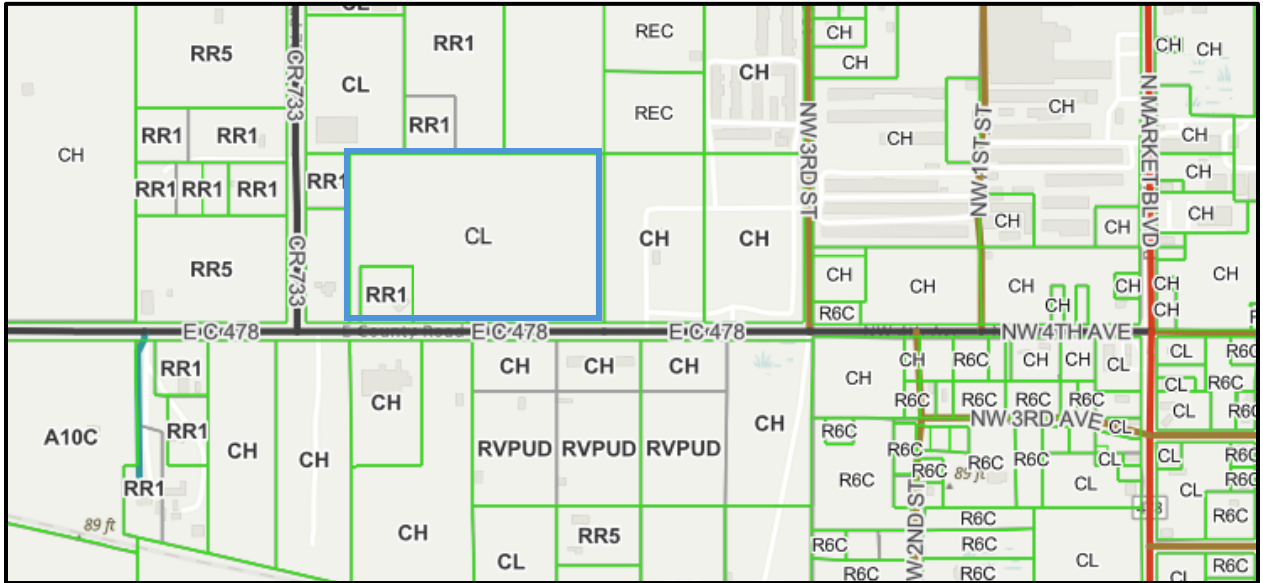 CL
RR5
RR1
REC
CH
CH
CH
CH
CR 733
CL
CH
RR1
RR1
RR1
REC
CH
CH
CH
CH
NW 3RD ST
NW 1ST ST
N MARKET BLVD
RR1
RR1
RR1
RR1
CH
CL
CH
CH
CH
CH
CH
RR5
CR 733
RR1
CH
CH
CH
CH
CH
CH
CH
R6C
CH
E C 478
E County Road
E C 478
E C 478
NW 4TH AVE
RR1
CH
CH
CH
CH
R6C
CH
CH
CL
CL
R6C
CH
CH
R6C
R6C
R6C
R6C
CL
R6C
CL
R6C
A10C
RR1
CH
CH
RVPUD
RVPUD
RVPUD
CH
R6C
NW 3RD AVE
CL
R6C
R6C
R6C
R6C
CL
CL
R6C
RR1
R6C
89 ft
CL
CL
R6C
89 ft
CH
CL
RR5
W 2ND ST
R6C
R6C
R6C
R6C
R6C
CL
R6C
R6C
CL